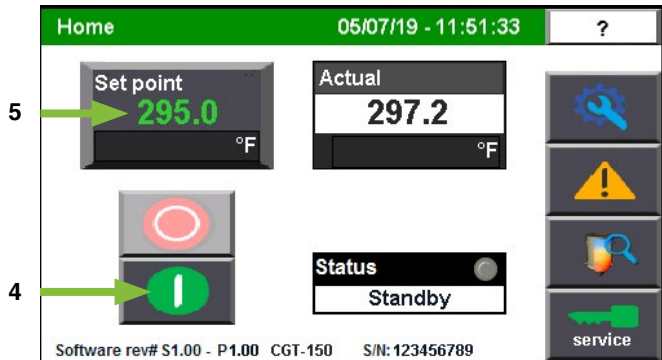 Home 05/07/19 - 11:51:33 ?
Set point
295.0
°F
Actual
297.2
°F
5
4
Status
Standby
service
Software rev# S1.00 - P1.00 CGT-150 S/N: 123456789